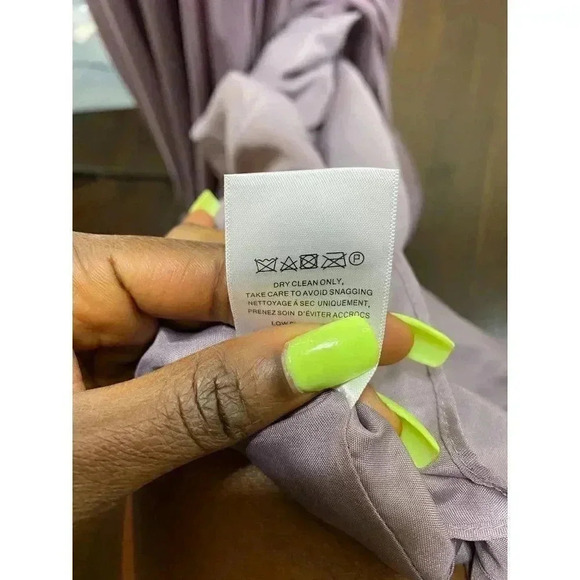 Ⓟ
DRY CLEAN ONLY,
TAKE CARE TO AVOID SNAGGING
NETTOYAGE À SEC UNIQUEMENT,
PRENEZ SOIN D'ÉVITER ACCROCS